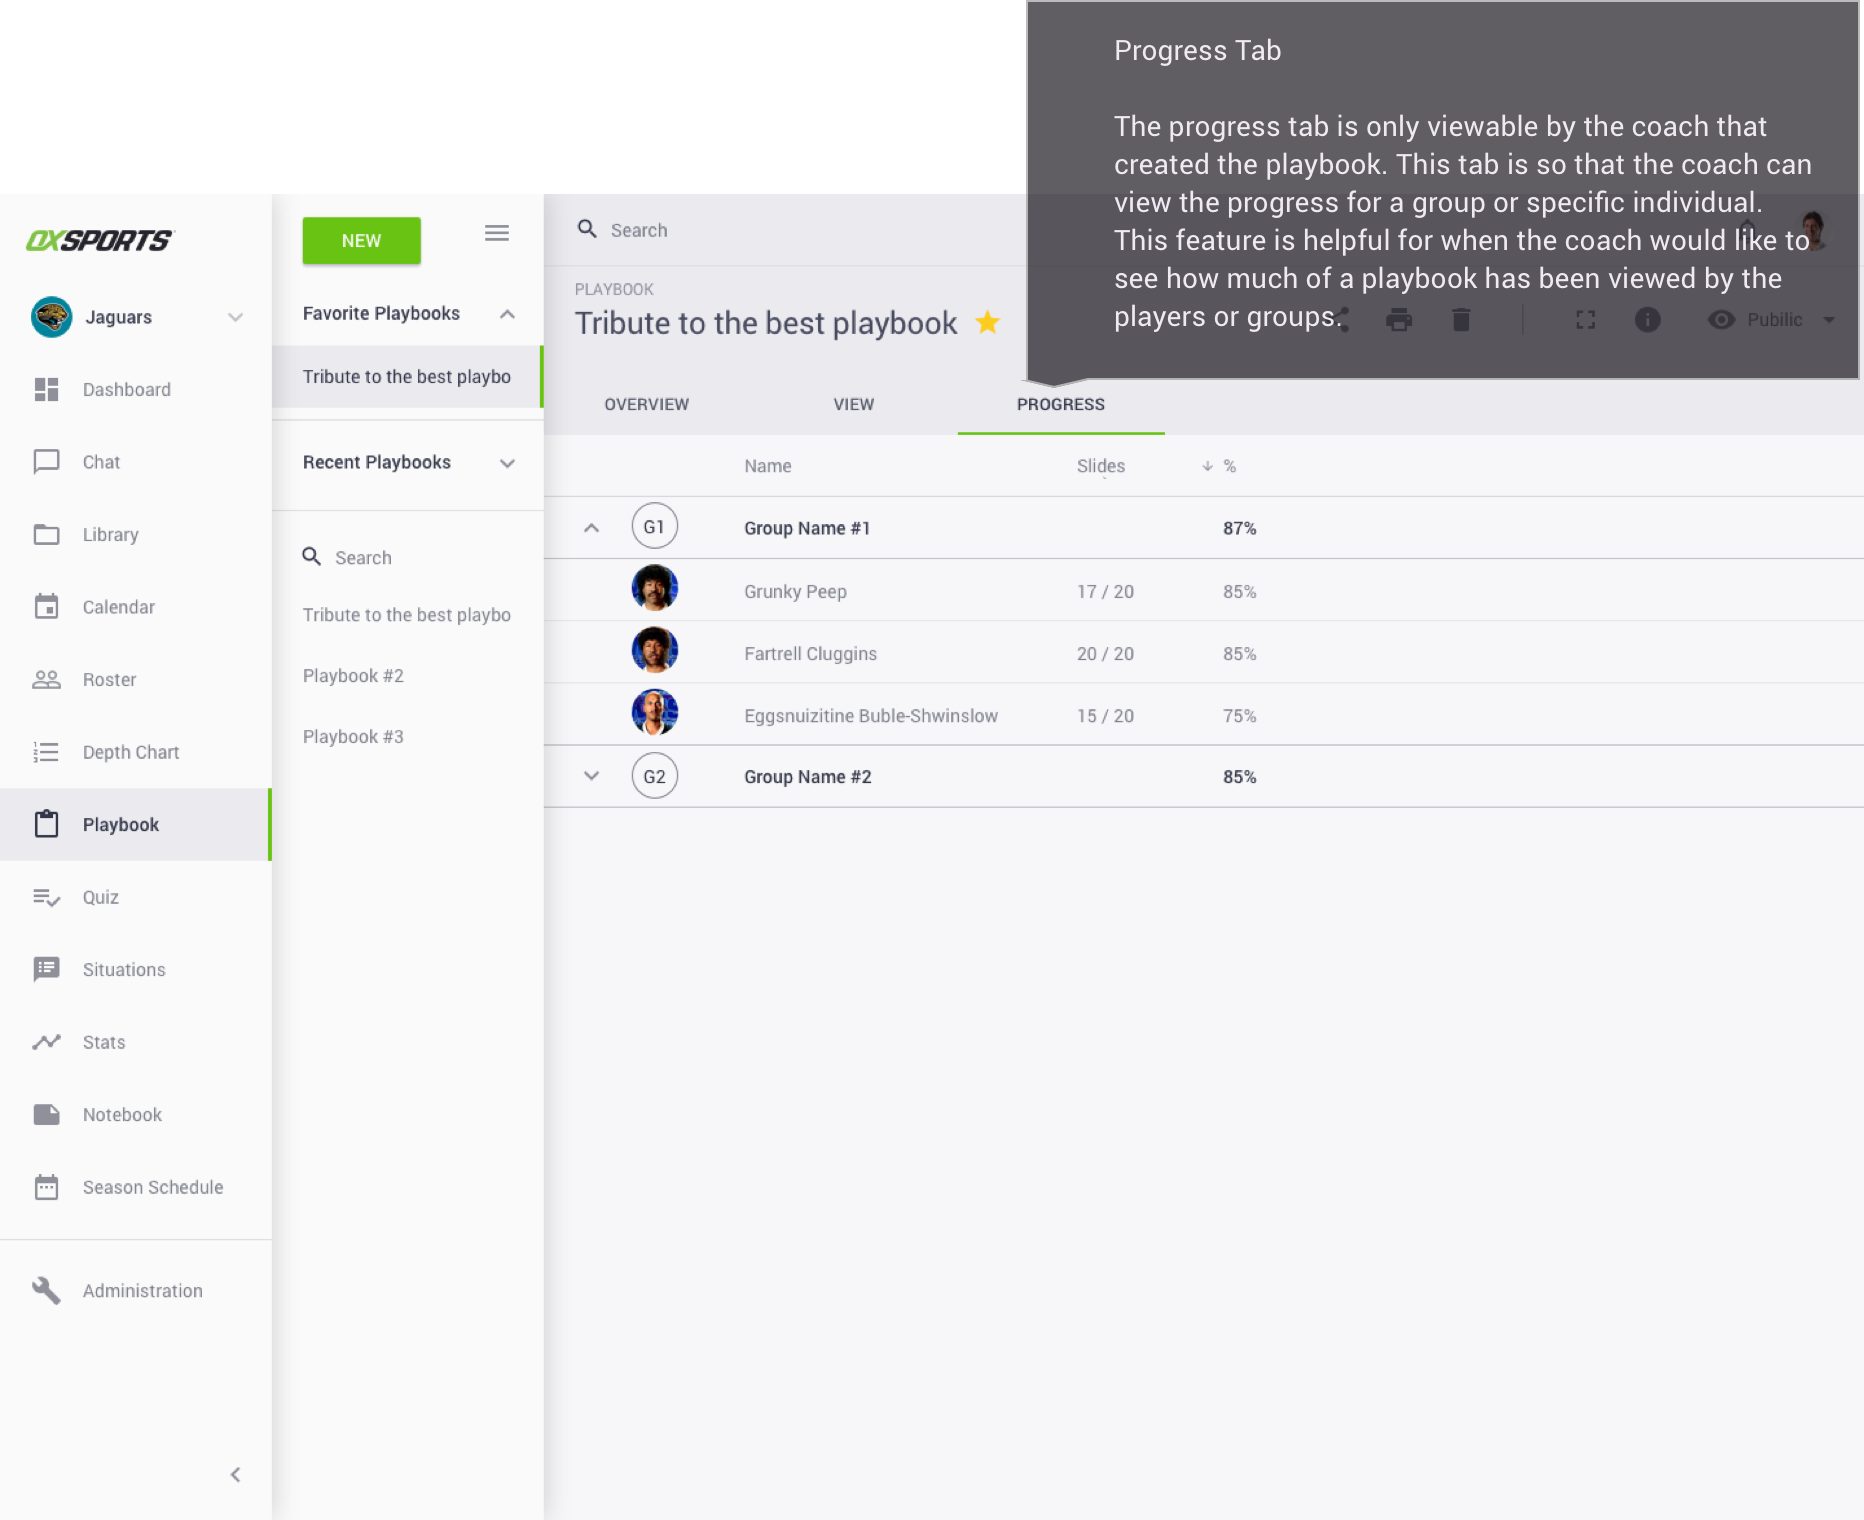 Progress Tab
The progress tab is only viewable by the coach that
created the playbook. This tab is so that the coach can
view the progress for a group or specific individual.
This feature is helpful for when the coach would like to
see how much of a playbook has been viewed by the
players or groups.
OXSPORTS
Jaguars
Dashboard
Chat
Library
Calendar
Roster
Depth Chart
Playbook
Quiz
Situations
Stats
Notebook
Season Schedule
Administration
NEW
Favorite Playbooks
Tribute to the best playbo
Recent Playbooks
Search
Tribute to the best playbo
Playbook #2
Playbook #3
Search
PLAYBOOK
Tribute to the best playbook
Pubilic
OVERVIEW VIEW PROGRESS
Name Slides %
G1 Group Name #1 87%
Grunky Peep 17 / 20 85%
Fartrell Cluggins 20 / 20 85%
Eggsnuizitine Buble-Shwinslow 15 / 20 75%
G2 Group Name #2 85%